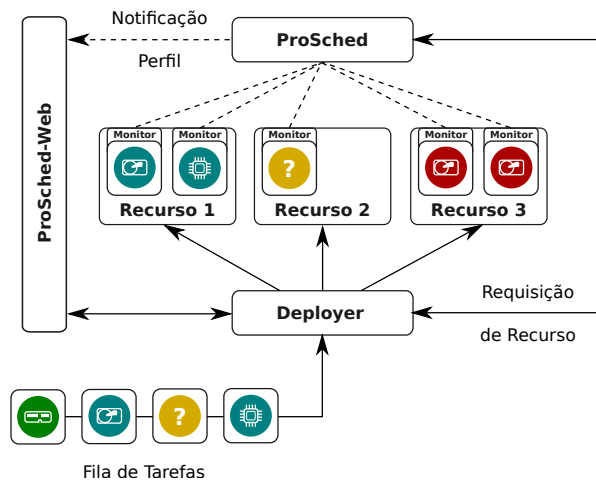 Notificação
ProSched
Perfil
ProSched-Web
Monitor
Monitor
Monitor
Monitor
Monitor
?
Recurso 1
Recurso 2
Recurso 3
Requisição
Deployer
de Recurso
?
Fila de Tarefas